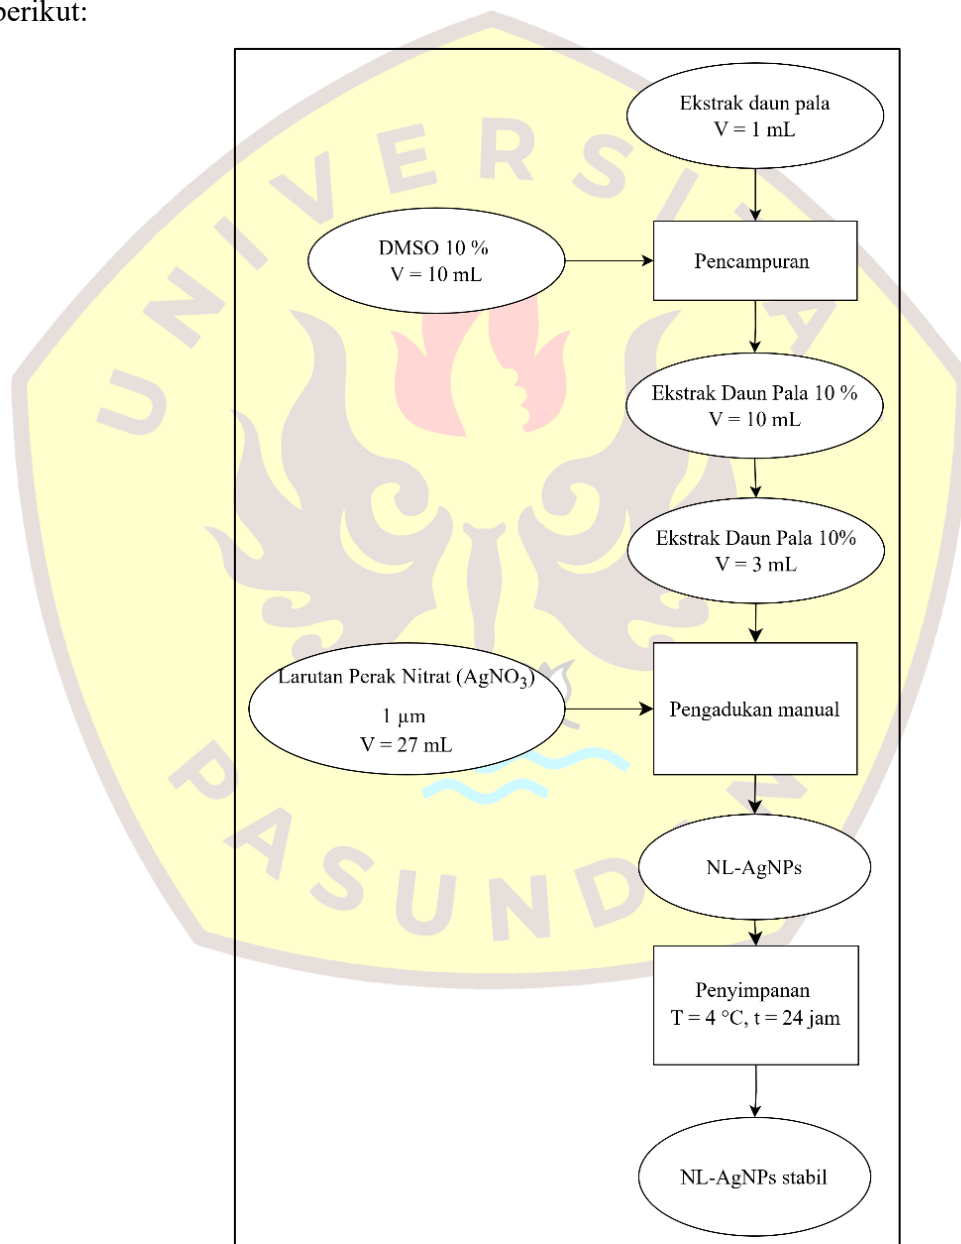 berikut:
Ekstrak daun pala
V = 1 mL
DMSO 10 %
V = 10 mL
Pencampuran
Ekstrak Daun Pala 10 %
V = 10 mL
Ekstrak Daun Pala 10%
V = 3 mL
Larutan Perak Nitrat (AgNO₃)
1 µm
V = 27 mL
Pengadukan manual
NL-AgNPs
Penyimpanan
T = 4 °C, t = 24 jam
NL-AgNPs stabil
UNIVERSITA
PASUNDAN